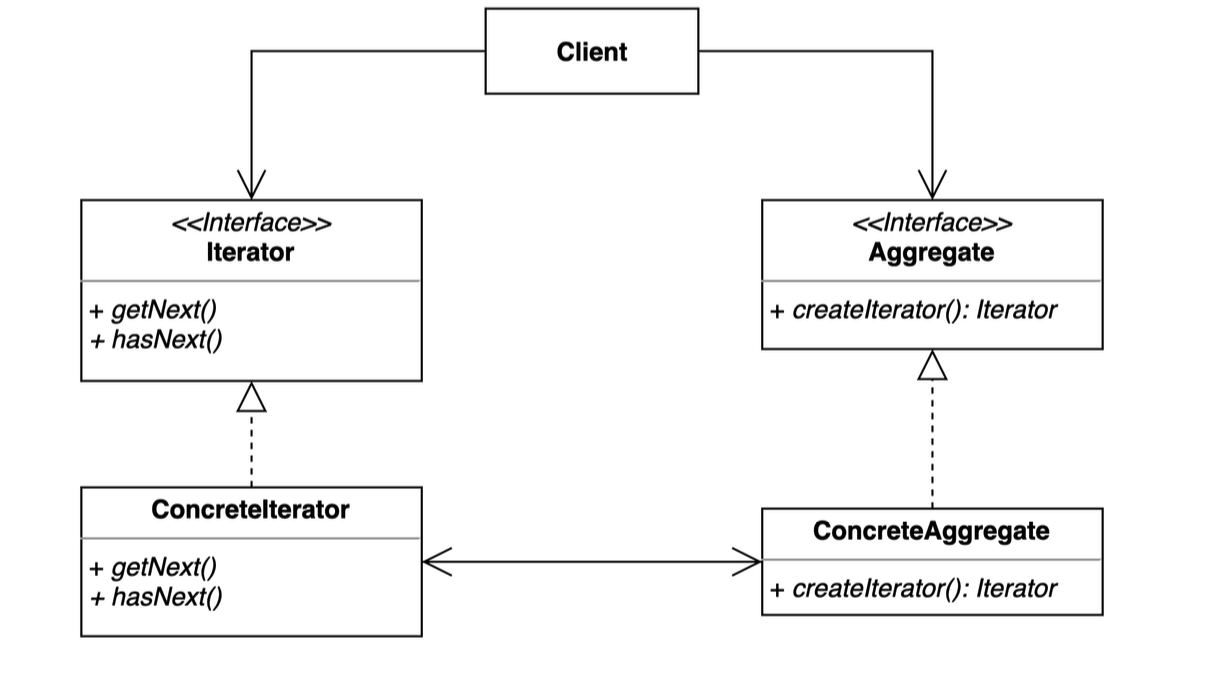 Client
<<Interface>>
Iterator
+ getNext()
+ hasNext()
<<Interface>>
Aggregate
+ createIterator(): Iterator
ConcreteIterator
+ getNext()
+ hasNext()
ConcreteAggregate
+ createIterator(): Iterator